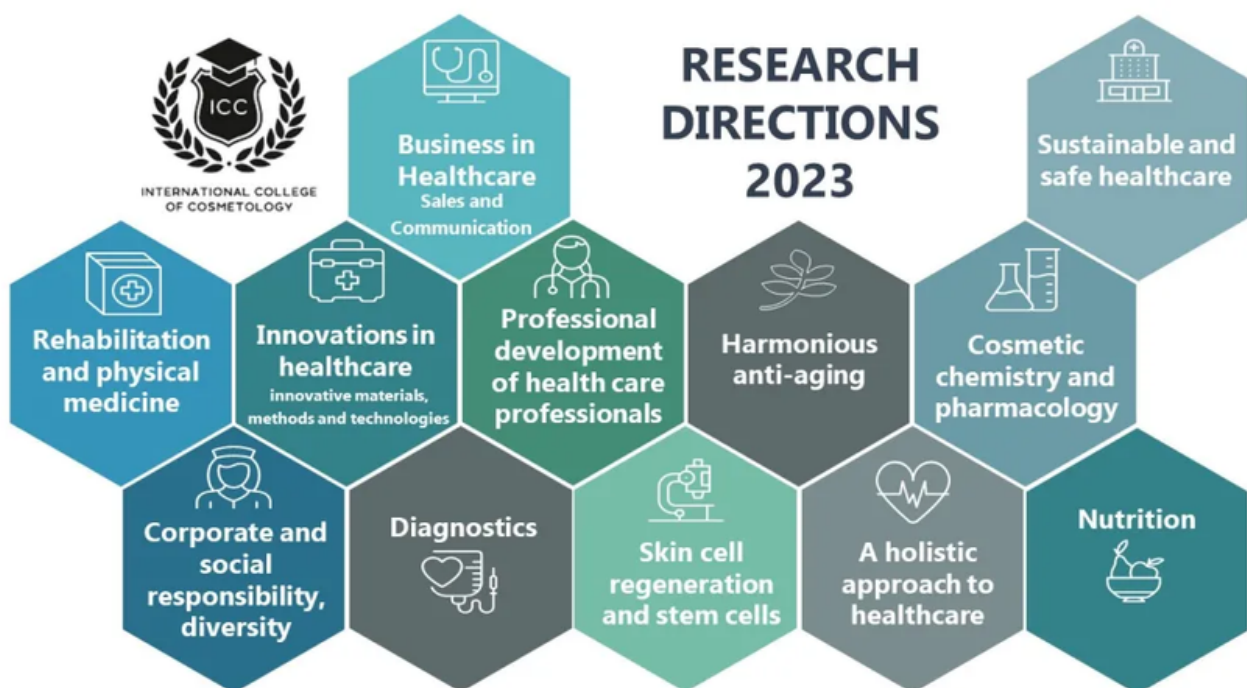 ICC
INTERNATIONAL COLLEGE
OF COSMETOLOGY
Business in
Healthcare
Sales and
Communication
RESEARCH
DIRECTIONS
2023
Sustainable and
safe healthcare
Rehabilitation
and physical
medicine
Innovations in
healthcare
innovative materials,
methods and technologies
Professional
development
of health care
professionals
Harmonious
anti-aging
Cosmetic
chemistry and
pharmacology
Corporate and
social
responsibility,
diversity
Diagnostics
Skin cell
regeneration
and stem cells
A holistic
approach to
healthcare
Nutrition